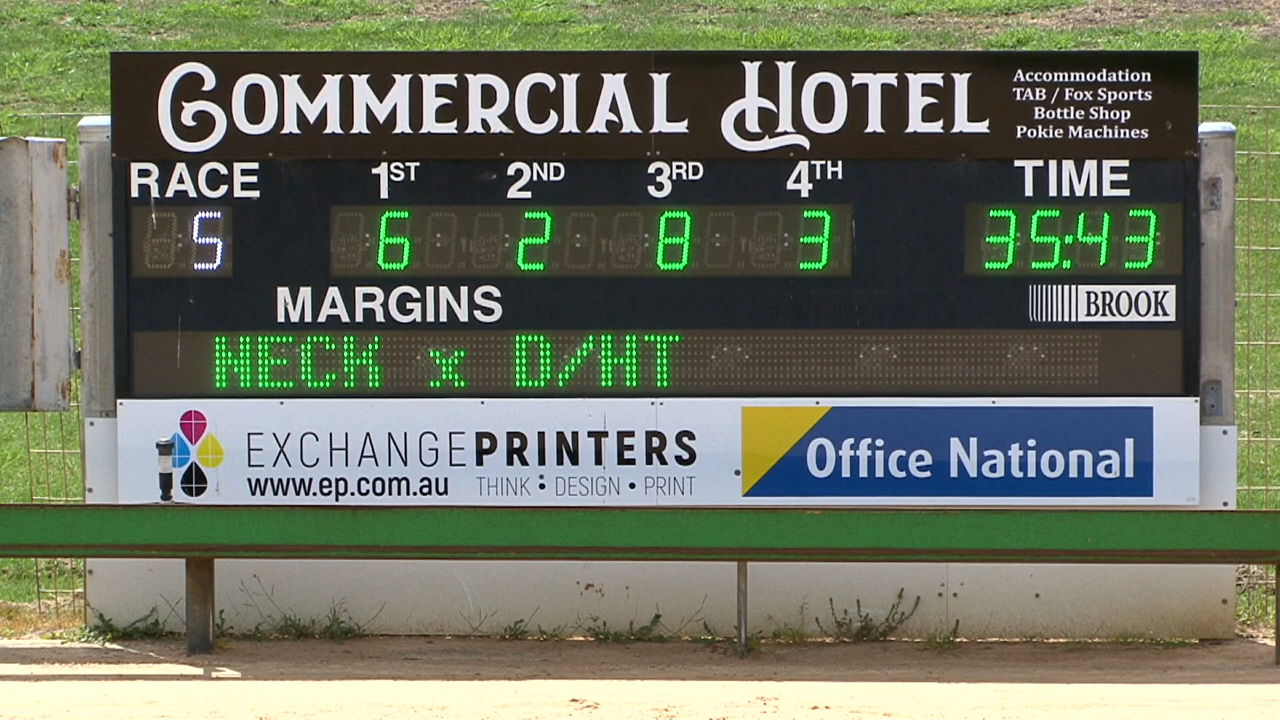 COMMERCIAL HOTEL
Accommodation
TAB / Fox Sports
Bottle Shop
Pokie Machines
RACE 1ST 2ND 3RD 4TH TIME
5 6 2 8 3 35:43
MARGINS
BROOK
NECK x D/HT
EXCHANGEPRINTERS
www.ep.com.au THINK • DESIGN • PRINT
Office National